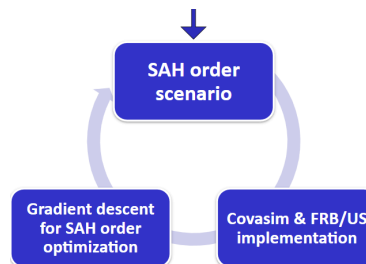 SAH order
scenario
Gradient descent
for SAH order
optimization
Covasim & FRB/US
implementation